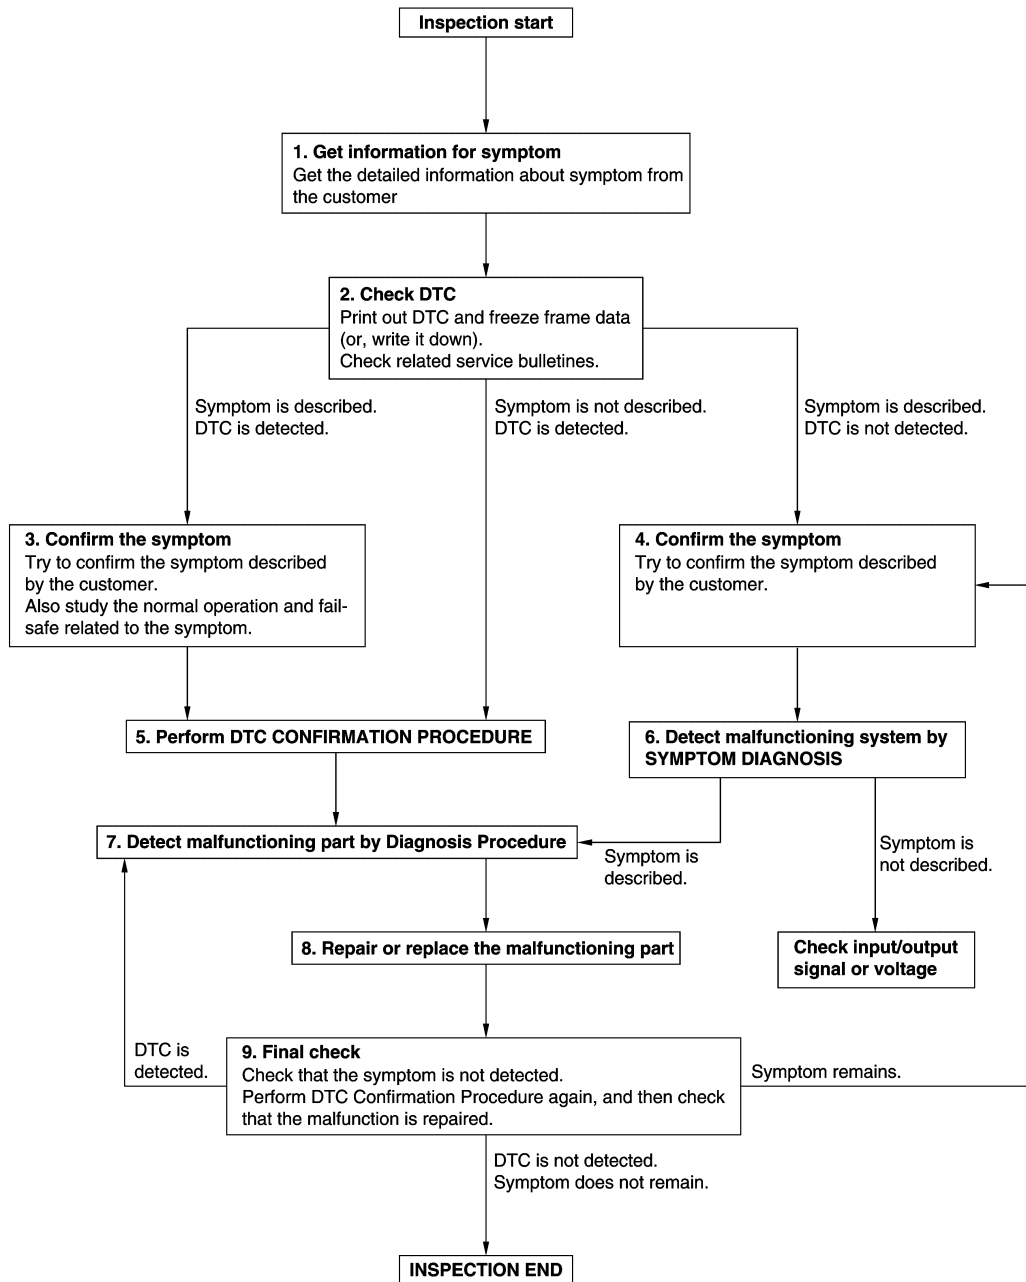 Inspection start
1. Get information for symptom
Get the detailed information about symptom from
the customer
2. Check DTC
Print out DTC and freeze frame data
(or, write it down).
Check related service bulletines.
Symptom is described.
DTC is detected.
Symptom is not described.
DTC is detected.
Symptom is described.
DTC is not detected.
3. Confirm the symptom
Try to confirm the symptom described
by the customer.
Also study the normal operation and fail-
safe related to the symptom.
4. Confirm the symptom
Try to confirm the symptom described
by the customer.
5. Perform DTC CONFIRMATION PROCEDURE
6. Detect malfunctioning system by
SYMPTOM DIAGNOSIS
7. Detect malfunctioning part by Diagnosis Procedure
Symptom is
described.
Symptom is
not described.
8. Repair or replace the malfunctioning part
Check input/output
signal or voltage
DTC is
detected.
9. Final check
Check that the symptom is not detected.
Perform DTC Confirmation Procedure again, and then check
that the malfunction is repaired.
Symptom remains.
DTC is not detected.
Symptom does not remain.
INSPECTION END